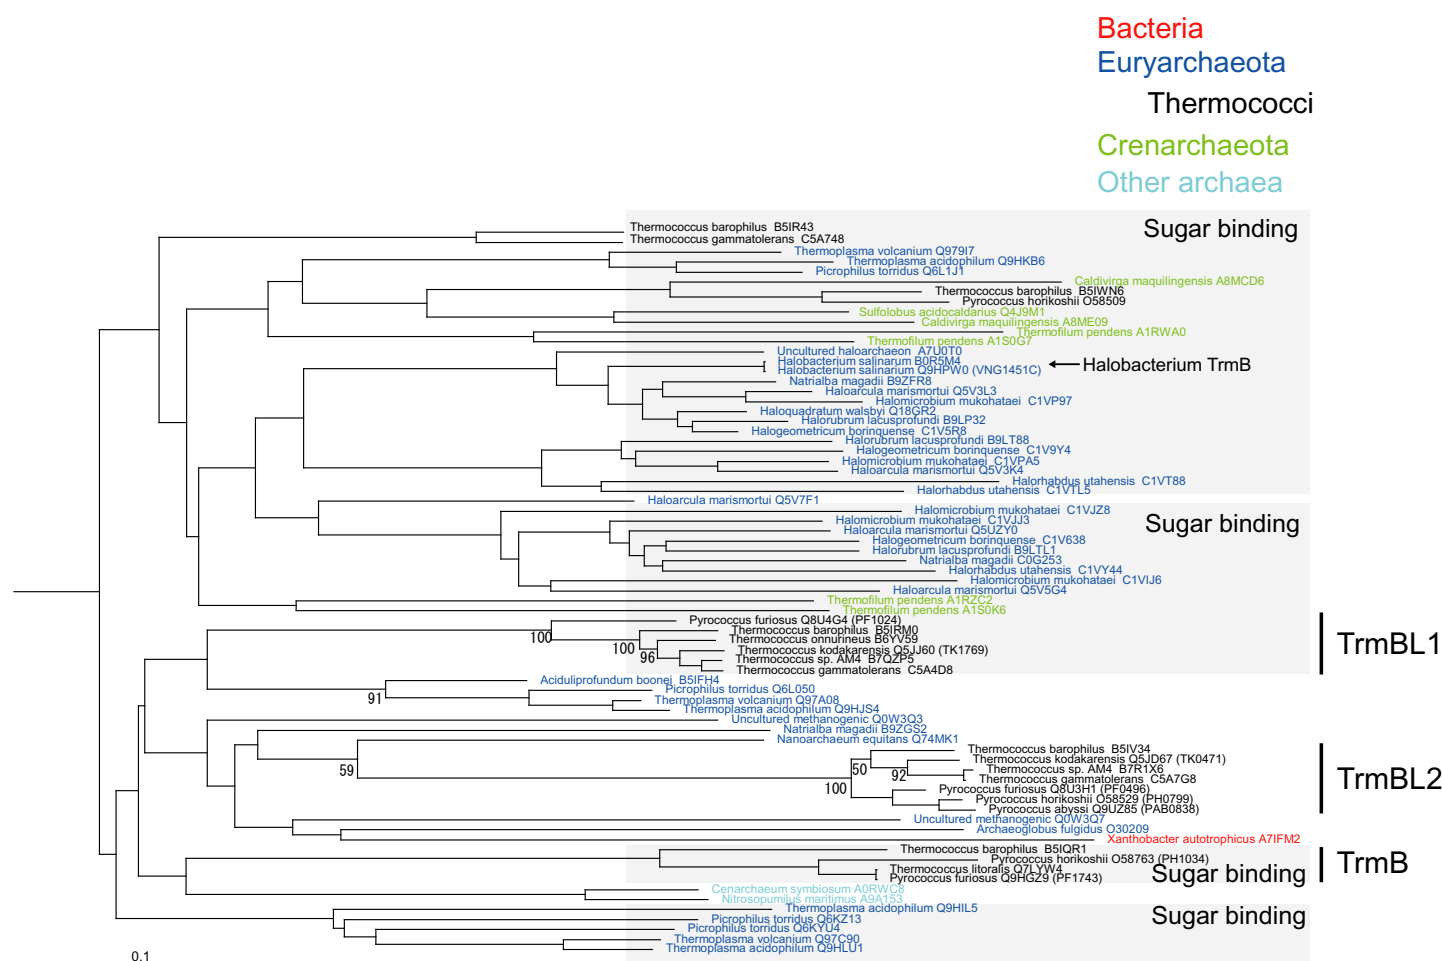 Bacteria
Euryarchaeota
Thermococci
Crenarchaeota
Other archaea
Sugar binding
Thermococcus barophilus B5IR43
Thermococcus gammatolerans C5A748
Thermoplasma volcanium Q979I7
Thermoplasma acidophilum Q9HKB6
Picrophilus torridus Q6L1J1
Caldivirga maquilingensis A8MCD6
Thermococcus barophilus B5IWN6
Pyrococcus horikoshii O58509
Sulfolobus acidocaldarius Q4J9M1
Caldivirga maquilingensis A8ME09
Thermofilum pendens A1RWA0
Thermofilum pendens A1S0G7
Uncultured haloarchaeon A7U0T0
Halobacterium salinarum B0R5M4
Halobacterium salinarium Q9HPW0 (VNG1451C)
Halobacterium TrmB
Natrialba magadii B9ZFR8
Haloarcula marismortui Q5V3L3
Halomicrobium mukohataei C1VP97
Haloquadratum walsbyi Q18GR2
Halorubrum lacusprofundi B9LP32
Halogeometricum borinquense C1V5R8
Halorubrum lacusprofundi B9LT88
Halogeometricum borinquense C1V9Y4
Halomicrobium mukohataei C1VPA5
Haloarcula marismortui Q5V3K4
Halorhabdus utahensis C1VT88
Halorhabdus utahensis C1VTL5
Haloarcula marismortui Q5V7F1
Halomicrobium mukohataei C1VJZ8
Sugar binding
Halomicrobium mukohataei C1VJJ3
Haloarcula marismortui Q5UZY0
Halogeometricum borinquense C1V638
Halorubrum lacusprofundi B9LTL1
Natrialba magadii C0G253
Halorhabdus utahensis C1VY44
Halomicrobium mukohataei C1VIJ6
Haloarcula marismortui Q5V5G4
Thermofilum pendens A1RZC2
Thermofilum pendens A1S0K6
Pyrococcus furiosus Q8U4G4 (PF1024)
Thermococcus barophilus B5IRM0
Thermococcus onnurineus B6YV59
Thermococcus kodakarensis Q5JJ60 (TK1769)
Thermococcus sp. AM4 B7QZP5
Thermococcus gammatolerans C5A4D8
100
100
96
TrmBL1
Aciduliprofundum boonei B5IFH4
Picrophilus torridus Q6L050
Thermoplasma volcanium Q97A08
Thermoplasma acidophilum Q9HJS4
91
Uncultured methanogenic Q0W3Q3
Natrialba magadii B9ZGS2
Nanoarchaeum equitans Q74MK1
Thermococcus barophilus B5IV34
Thermococcus kodakarensis Q5JD67 (TK0471)
Thermococcus sp. AM4 B7R1X6
Thermococcus gammatolerans C5A7G8
Pyrococcus furiosus Q8U3H1 (PF0496)
Pyrococcus horikoshii O58529 (PH0799)
Pyrococcus abyssi Q9UZ85 (PAB0838)
59
50
92
100
TrmBL2
Uncultured methanogenic Q0W3Q7
Archaeoglobus fulgidus O30209
Xanthobacter autotrophicus A7IFM2
Thermococcus barophilus B5IQR1
Pyrococcus horikoshii O58763 (PH1034)
Thermococcus litoralis Q7LYW4
Pyrococcus furiosus Q9HGZ9 (PF1743)
Sugar binding
TrmB
Cenarchaeum symbiosum A0RWC8
Nitrosopumilus maritimus A9A153
Thermoplasma acidophilum Q9HIL5
Sugar binding
Picrophilus torridus Q6KZ13
Picrophilus torridus Q6KYU4
Thermoplasma volcanium Q97C90
Thermoplasma acidophilum Q9HLU1
0.1